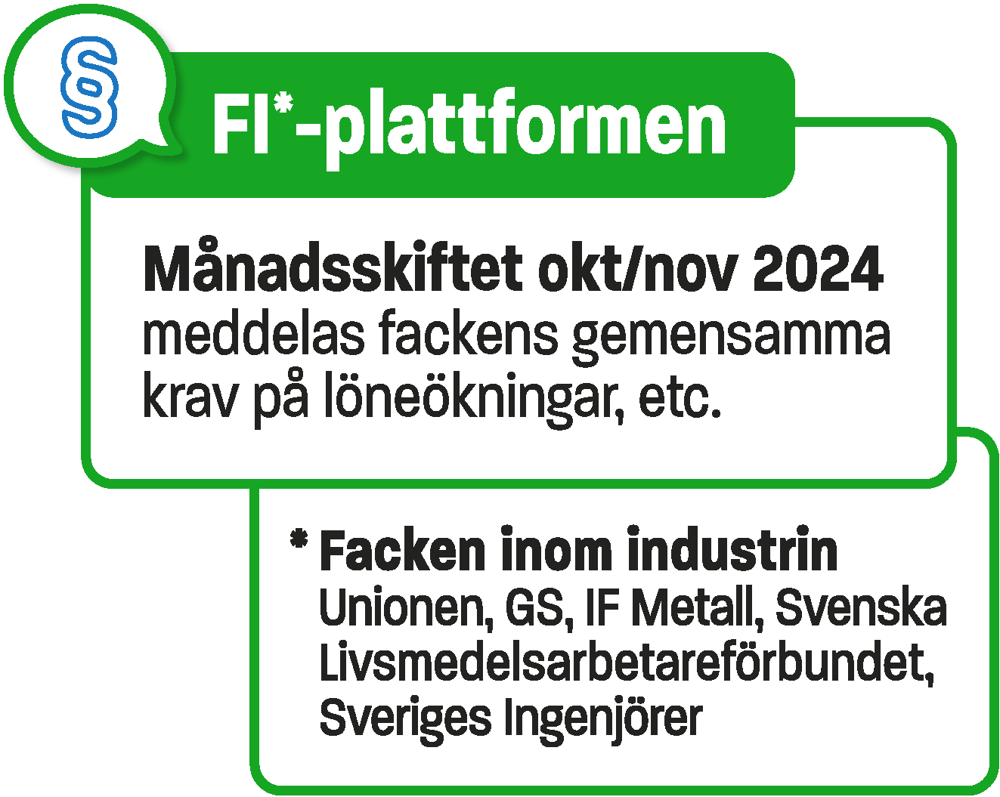 §
FI*-plattformen
Månadsskiftet okt/nov 2024
meddelas fackens gemensamma
krav på löneökningar, etc.
* Facken inom industrin
Unionen, GS, IF Metall, Svenska
Livsmedelsarbetareförbundet,
Sveriges Ingenjörer